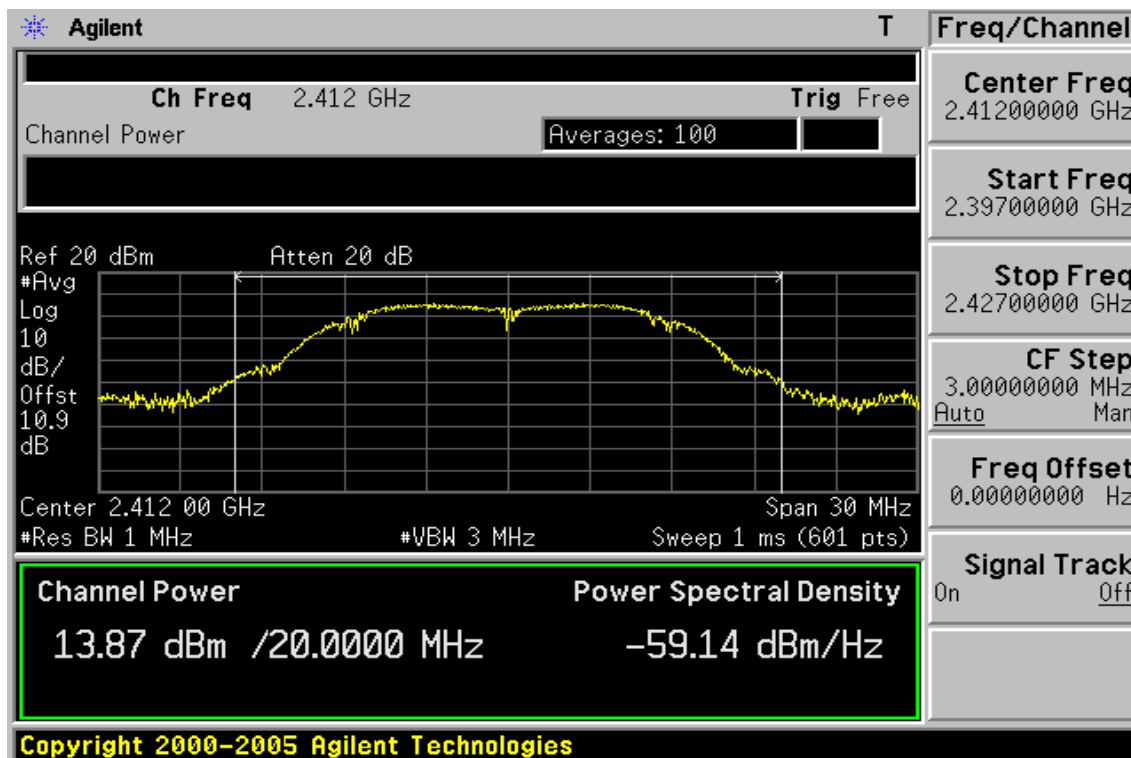 Agilent T
Freq/Channel
Ch Freq 2.412 GHz Trig Free
Channel Power Averages: 100
Ref 20 dBm Atten 20 dB
#Avg
Log
10
dB/
Offst
10.9
dB
Center 2.412 00 GHz Span 30 MHz
#Res BW 1 MHz #VBW 3 MHz Sweep 1 ms (601 pts)
Channel Power Power Spectral Density
13.87 dBm /20.0000 MHz -59.14 dBm/Hz
Center Freq
2.41200000 GHz
Start Freq
2.39700000 GHz
Stop Freq
2.42700000 GHz
CF Step
3.00000000 MHz
Auto Man
Freq Offset
0.00000000 Hz
Signal Track
On Off
Copyright 2000-2005 Agilent Technologies